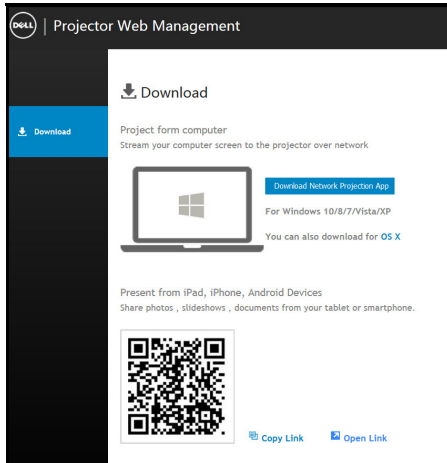 DELL | Projector Web Management
Download
Download
Project form computer
Stream your computer screen to the projector over network
Download Network Projection App
For Windows 10/8/7/Vista/XP
You can also download for OS X
Present from iPad, iPhone, Android Devices
Share photos , slideshows , documents from your tablet or smartphone.
Copy Link
Open Link